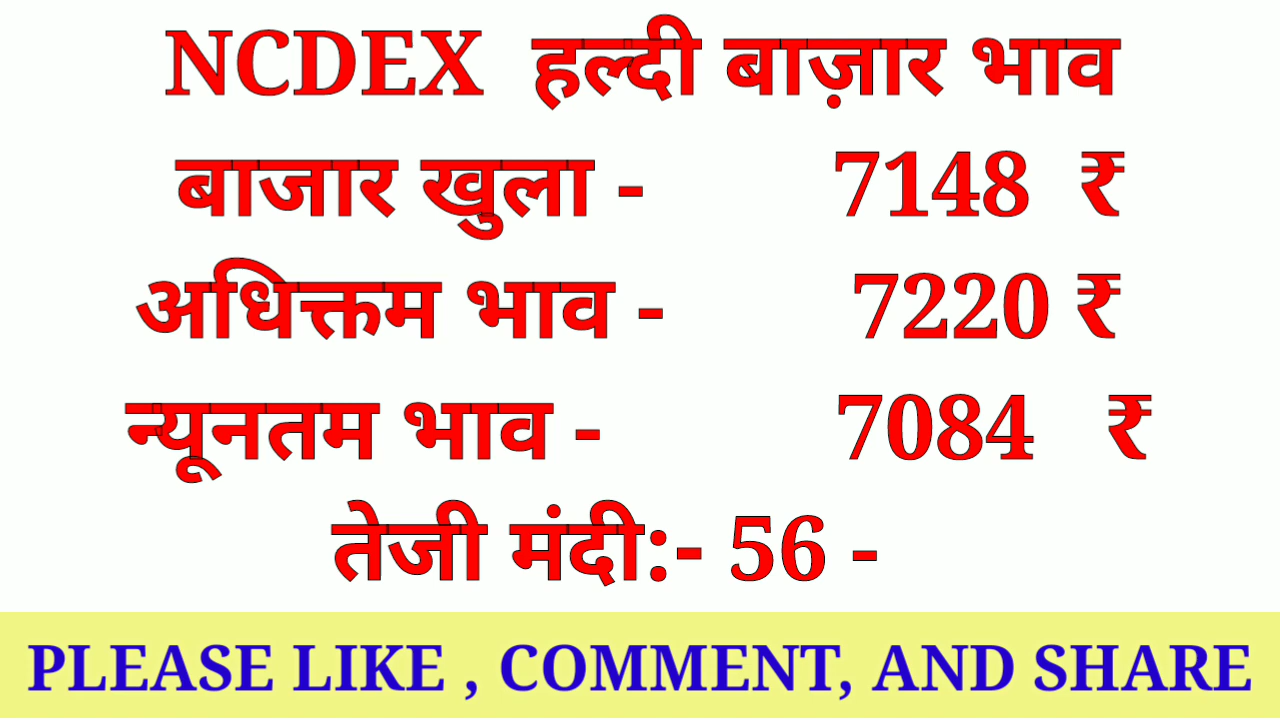 NCDEX हल्दी बाज़ार भाव
बाजार खुला - 7148 ₹
अधिक्तम भाव - 7220 ₹
न्यूनतम भाव - 7084 ₹
तेजी मंदी:- 56 -
PLEASE LIKE , COMMENT, AND SHARE